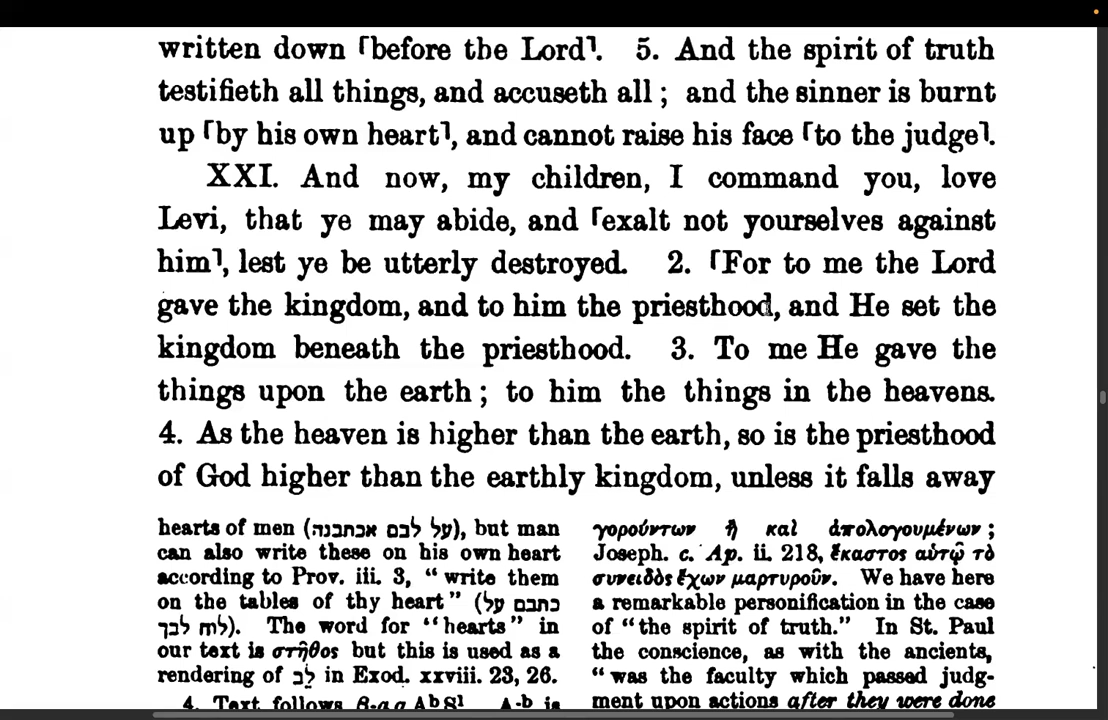 written down ⌜before the Lord⌝. 5. And the spirit of truth
testifieth all things, and accuseth all ; and the sinner is burnt
up ⌜by his own heart⌝, and cannot raise his face ⌜to the judge⌝.
XXI. And now, my children, I command you, love
Levi, that ye may abide, and ⌜exalt not yourselves against
him⌝, lest ye be utterly destroyed. 2. ⌜For to me the Lord
gave the kingdom, and to him the priesthood, and He set the
kingdom beneath the priesthood. 3. To me He gave the
things upon the earth ; to him the things in the heavens.
4. As the heaven is higher than the earth, so is the priesthood
of God higher than the earthly kingdom, unless it falls away
hearts of men (על לבם אכתבנה), but man
can also write these on his own heart
according to Prov. iii. 3, “ write them
on the tables of thy heart ” (כתבם על
לוח לבך). The word for “hearts” in
our text is στῆθος but this is used as a
rendering of לֵב in Exod. xxviii. 23, 26.
4. Text follows β-a,g Aᵇ S¹ A-b is
γορούντων ἢ καὶ ἀπολογουμένων ;
Joseph. c. Ap. ii. 218, ἕκαστος αὑτῷ τὸ
συνειδὸς ἔχων μαρτυροῦν. We have here
a remarkable personification in the case
of “the spirit of truth.” In St. Paul
the conscience, as with the ancients,
“ was the faculty which passed judg-
ment upon actions after they were done